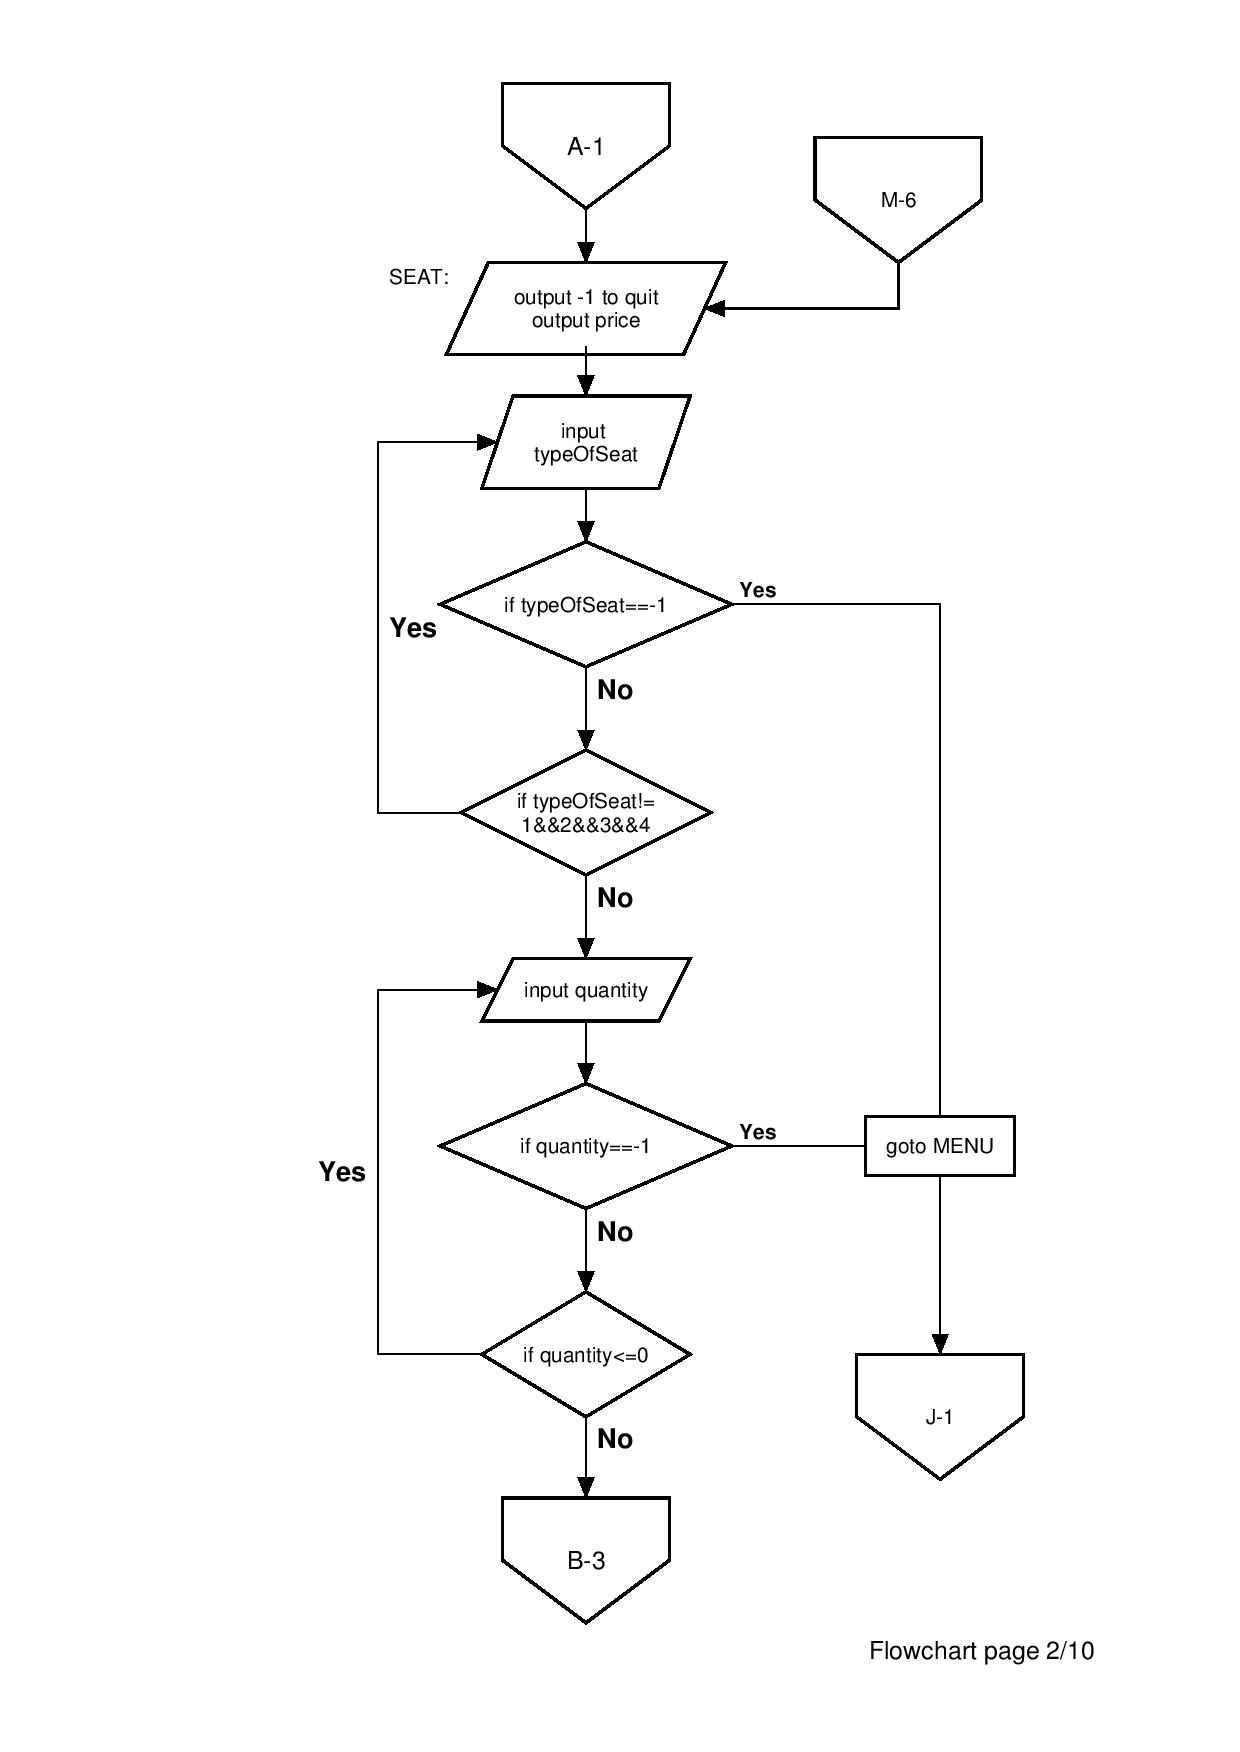 A-1
M-6
SEAT:
output -1 to quit
output price
input
typeOfSeat
if typeOfSeat==-1
Yes
Yes
No
if typeOfSeat!=
1&&2&&3&&4
No
input quantity
if quantity==-1
Yes
goto MENU
Yes
No
if quantity<=0
J-1
No
B-3
Flowchart page 2/10